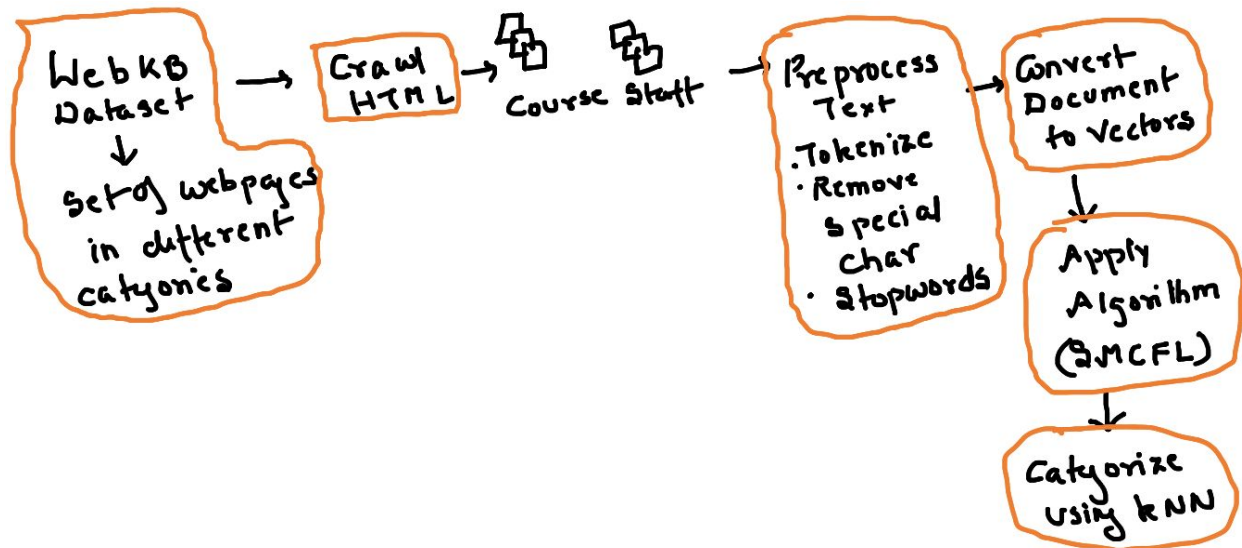 WebKB
Dataset
Set of webpages
in different
categories
Crawl
HTML
Course Staff
Preprocess
Text
. Tokenize
. Remove
special
char
. Stopwords
Convert
Document
to Vectors
Apply
Algorithm
(SMCFL)
Categorize
using kNN